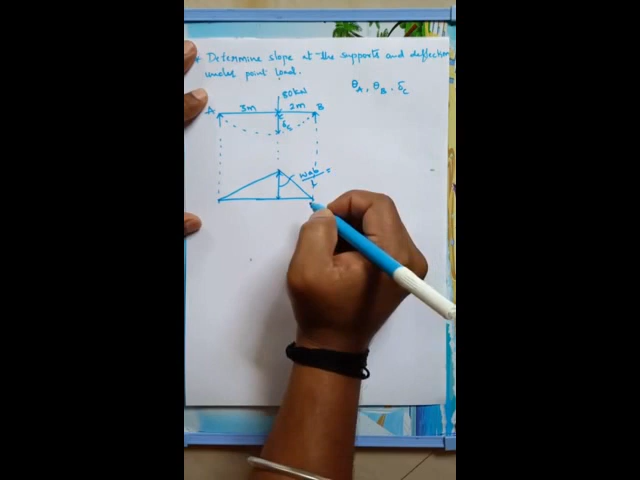 * Determine slope at the supports and deflection
under point load.
θA, θB, δC
80kN
A 3m C 2m B
δc
Wab/L =